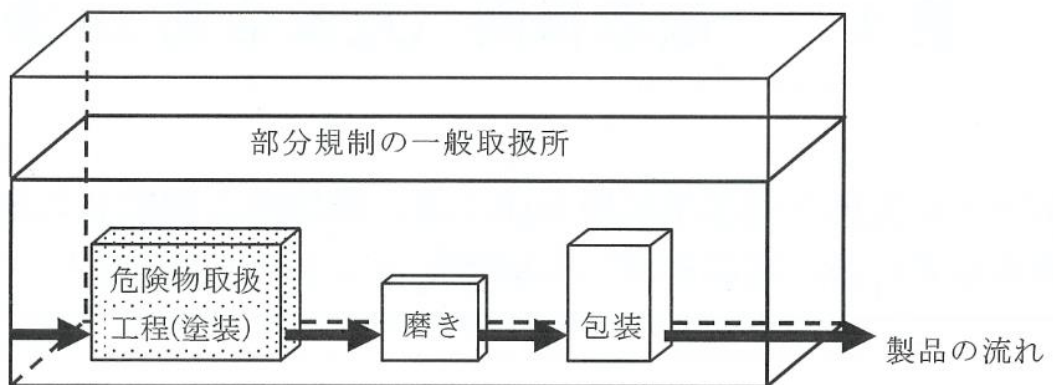 部分規制の一般取扱所
危険物取扱
工程(塗装)
磨き
包装
製品の流れ